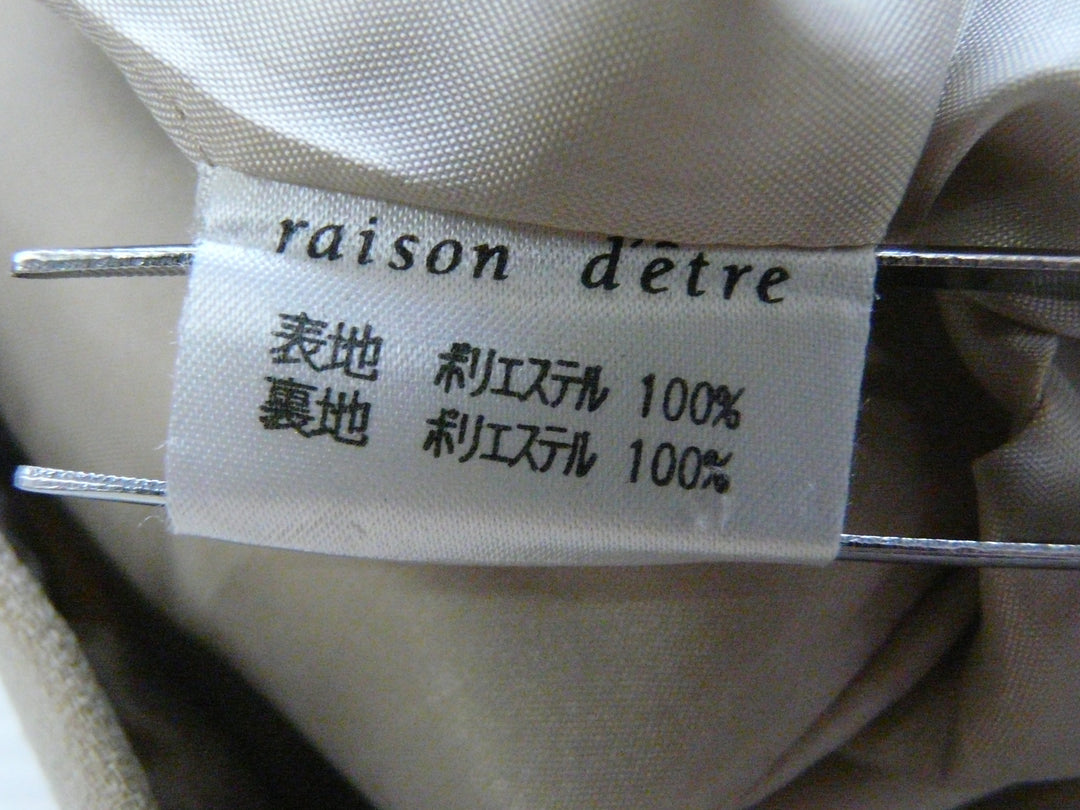 raison d'être
表地 ポリエステル 100%
裏地 ポリエステル 100%